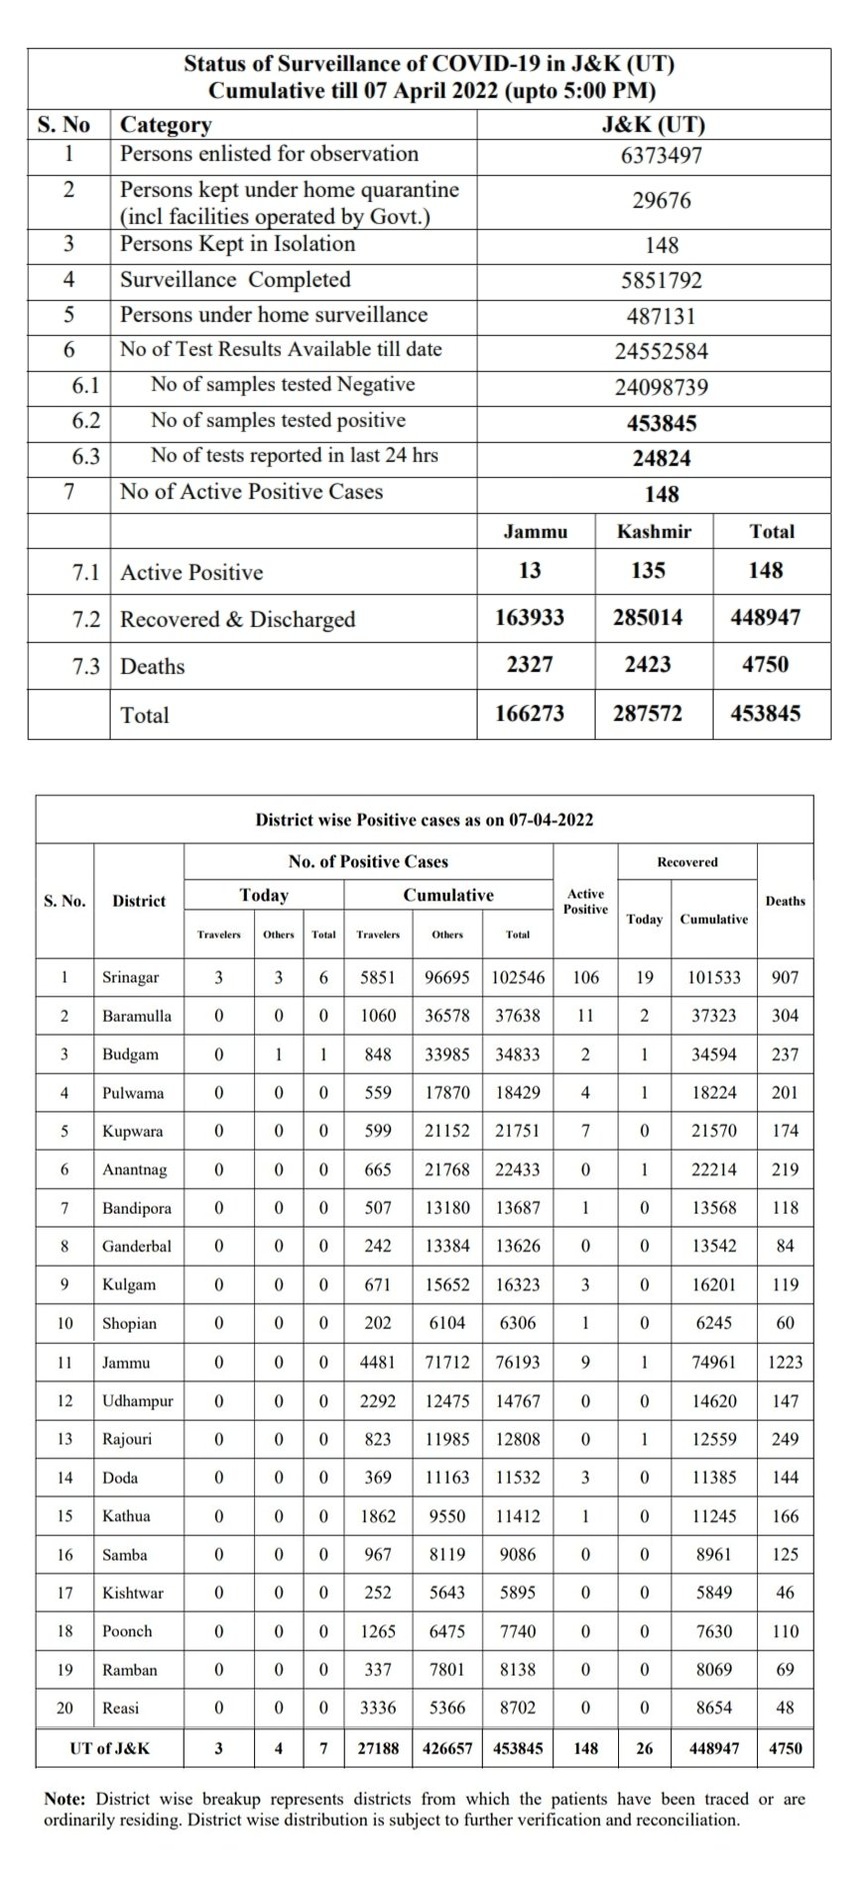 Status of Surveillance of COVID-19 in J&K (UT)
Cumulative till 07 April 2022 (upto 5:00 PM)
S. No Category J&K (UT)
1 Persons enlisted for observation 6373497
2 Persons kept under home quarantine
(incl facilities operated by Govt.) 29676
3 Persons Kept in Isolation 148
4 Surveillance Completed 5851792
5 Persons under home surveillance 487131
6 No of Test Results Available till date 24552584
6.1 No of samples tested Negative 24098739
6.2 No of samples tested positive 453845
6.3 No of tests reported in last 24 hrs 24824
7 No of Active Positive Cases 148
Jammu Kashmir Total
7.1 Active Positive 13 135 148
7.2 Recovered & Discharged 163933 285014 448947
7.3 Deaths 2327 2423 4750
Total 166273 287572 453845
District wise Positive cases as on 07-04-2022
No. of Positive Cases Recovered
S. No. District Today Cumulative Active
Positive Deaths
Today Cumulative
Travelers Others Total Travelers Others Total
1 Srinagar 3 3 6 5851 96695 102546 106 19 101533 907
2 Baramulla 0 0 0 1060 36578 37638 11 2 37323 304
3 Budgam 0 1 1 848 33985 34833 2 1 34594 237
4 Pulwama 0 0 0 559 17870 18429 4 1 18224 201
5 Kupwara 0 0 0 599 21152 21751 7 0 21570 174
6 Anantnag 0 0 0 665 21768 22433 0 1 22214 219
7 Bandipora 0 0 0 507 13180 13687 1 0 13568 118
8 Ganderbal 0 0 0 242 13384 13626 0 0 13542 84
9 Kulgam 0 0 0 671 15652 16323 3 0 16201 119
10 Shopian 0 0 0 202 6104 6306 1 0 6245 60
11 Jammu 0 0 0 4481 71712 76193 9 1 74961 1223
12 Udhampur 0 0 0 2292 12475 14767 0 0 14620 147
13 Rajouri 0 0 0 823 11985 12808 0 1 12559 249
14 Doda 0 0 0 369 11163 11532 3 0 11385 144
15 Kathua 0 0 0 1862 9550 11412 1 0 11245 166
16 Samba 0 0 0 967 8119 9086 0 0 8961 125
17 Kishtwar 0 0 0 252 5643 5895 0 0 5849 46
18 Poonch 0 0 0 1265 6475 7740 0 0 7630 110
19 Ramban 0 0 0 337 7801 8138 0 0 8069 69
20 Reasi 0 0 0 3336 5366 8702 0 0 8654 48
UT of J&K 3 4 7 27188 426657 453845 148 26 448947 4750
Note: District wise breakup represents districts from which the patients have been traced or are
ordinarily residing. District wise distribution is subject to further verification and reconciliation.